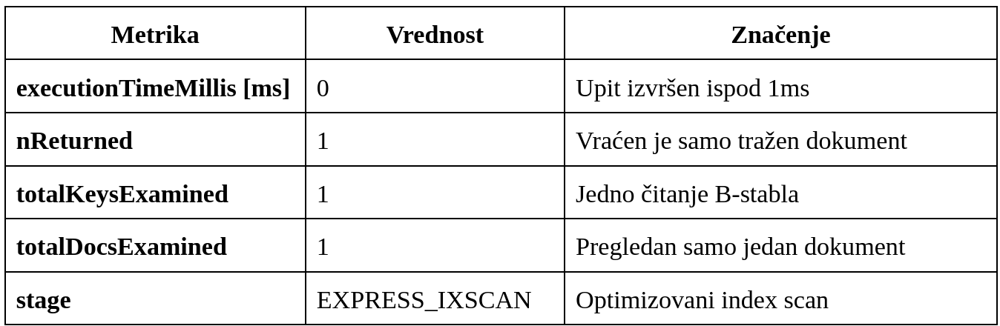 Metrika Vrednost Značenje
executionTimeMillis [ms] 0 Upit izvršen ispod 1ms
nReturned 1 Vraćen je samo tražen dokument
totalKeysExamined 1 Jedno čitanje B-stabla
totalDocsExamined 1 Pregledan samo jedan dokument
stage EXPRESS_IXSCAN Optimizovani index scan